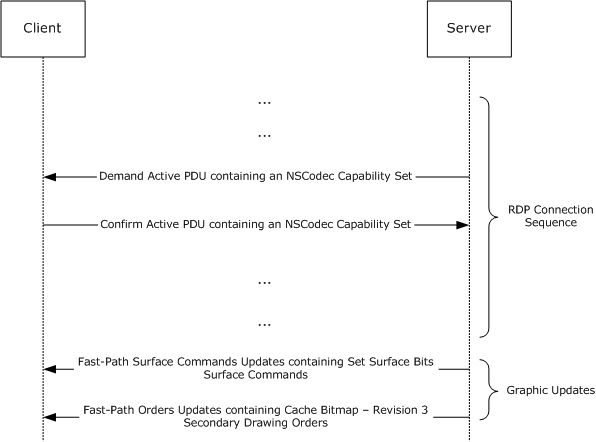 Client
Server
...
...
Demand Active PDU containing an NSCodec Capability Set
Confirm Active PDU containing an NSCodec Capability Set
RDP Connection
Sequence
...
...
Fast-Path Surface Commands Updates containing Set Surface Bits
Surface Commands
Graphic Updates
Fast-Path Orders Updates containing Cache Bitmap – Revision 3
Secondary Drawing Orders